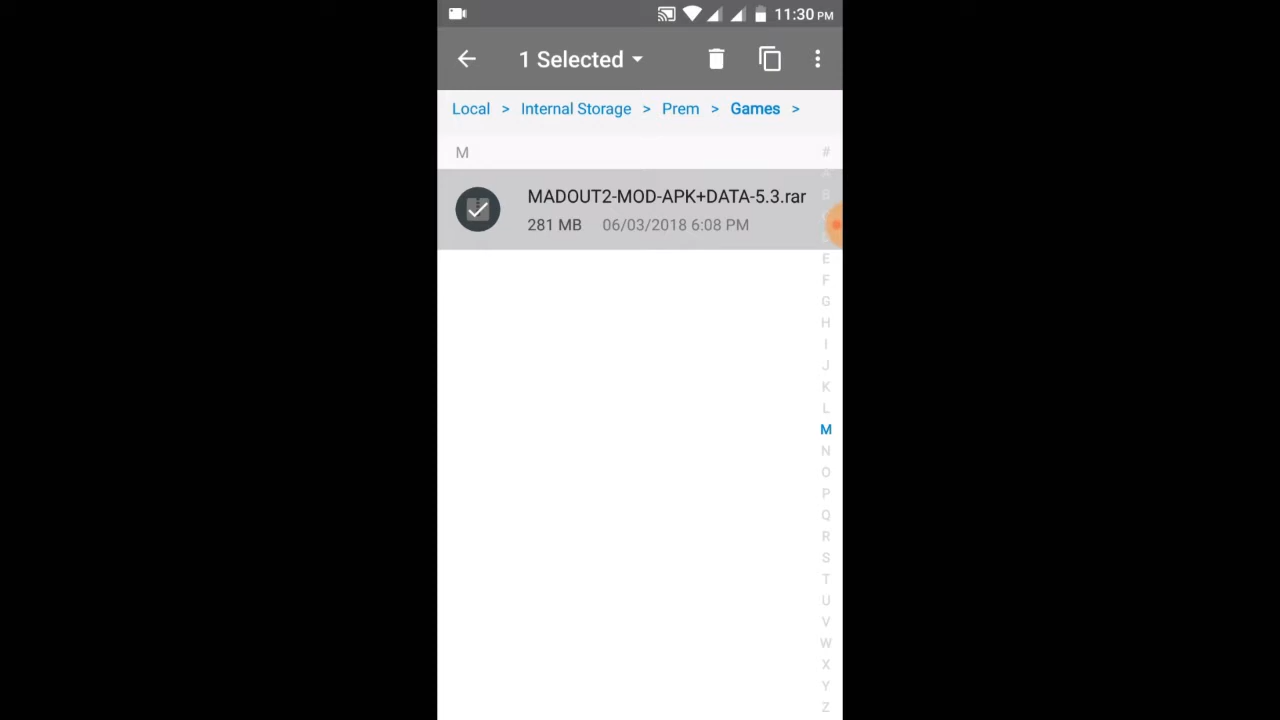 11:30 PM
1 Selected
Local > Internal Storage > Prem > Games >
M
#
MADOUT2-MOD-APK+DATA-5.3.rar
281 MB 06/03/2018 6:08 PM
A
B
E
F
G
H
I
J
K
L
M
N
O
P
Q
R
S
T
U
V
W
X
Y
Z